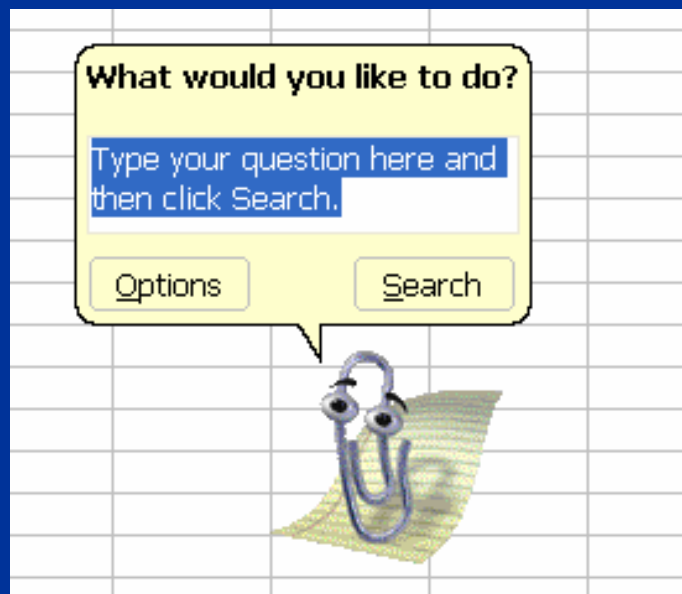 What would you like to do?
Type your question here and
then click Search.
Options
Search